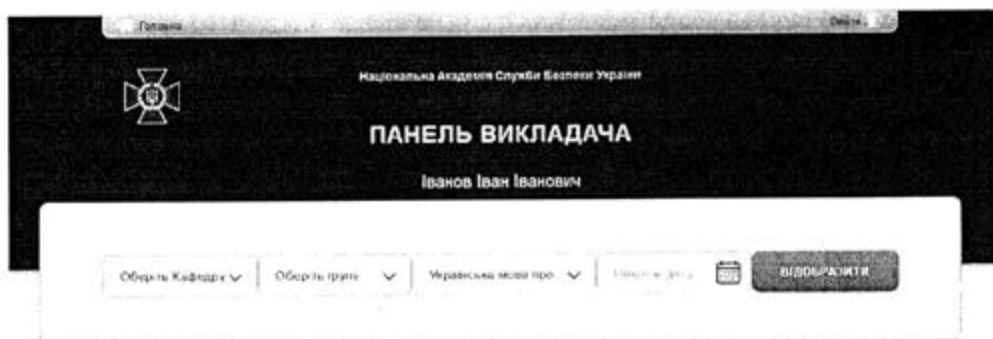 Головна Вийти
Національна Академія Служби Безпеки України
ПАНЕЛЬ ВИКЛАДАЧА
Іванов Іван Іванович
Оберіть Кафедру Оберіть групу Українська мова про ВІДОБРАЗИТИ